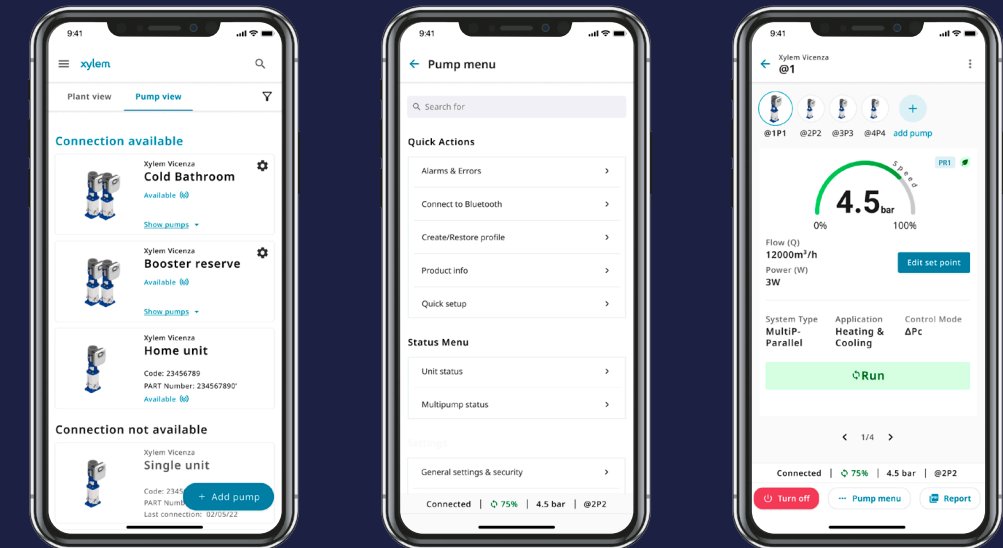 9:41
xylem
Plant view Pump view
Connection available
Xylem Vicenza
Cold Bathroom
Available
Show pumps
Xylem Vicenza
Booster reserve
Available
Show pumps
Xylem Vicenza
Home unit
Code: 23456789
PART Number: 234567890'
Available
Connection not available
Xylem Vicenza
Single unit
Code: 2345
PART Numb
+ Add pump
Last connection: 02/05/22
9:41
Pump menu
Search for
Quick Actions
Alarms & Errors
Connect to Bluetooth
Create/Restore profile
Product info
Quick setup
Status Menu
Unit status
Multipump status
Settings
General settings & security
Connected | 75% | 4.5 bar | @2P2
9:41
Xylem Vicenza
@1
@1P1 @2P2 @3P3 @4P4 add pump
PR1
Speed
4.5 bar
0% 100%
Flow (Q)
12000m³/h
Power (W)
3W
Edit set point
System Type Application Control Mode
MultiP- Heating & ΔPc
Parallel Cooling
Run
1/4
Connected | 75% | 4.5 bar | @2P2
Turn off Pump menu Report